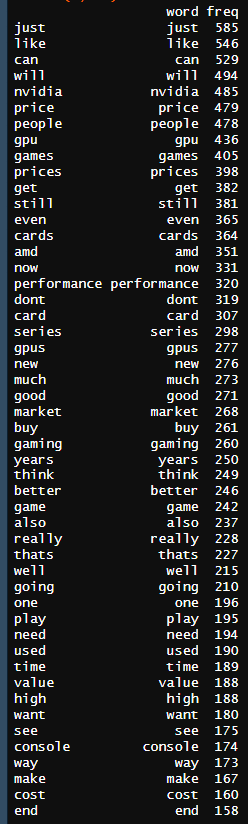 word freq
just just 585
like like 546
can can 529
will will 494
nvidia nvidia 485
price price 479
people people 478
gpu gpu 436
games games 405
prices prices 398
get get 382
still still 381
even even 365
cards cards 364
amd amd 351
now now 331
performance performance 320
dont dont 319
card card 307
series series 298
gpus gpus 277
new new 276
much much 273
good good 271
market market 268
buy buy 261
gaming gaming 260
years years 250
think think 249
better better 246
game game 242
also also 237
really really 228
thats thats 227
well well 215
going going 210
one one 196
play play 195
need need 194
used used 190
time time 189
value value 188
high high 188
want want 180
see see 175
console console 174
way way 173
make make 167
cost cost 160
end end 158